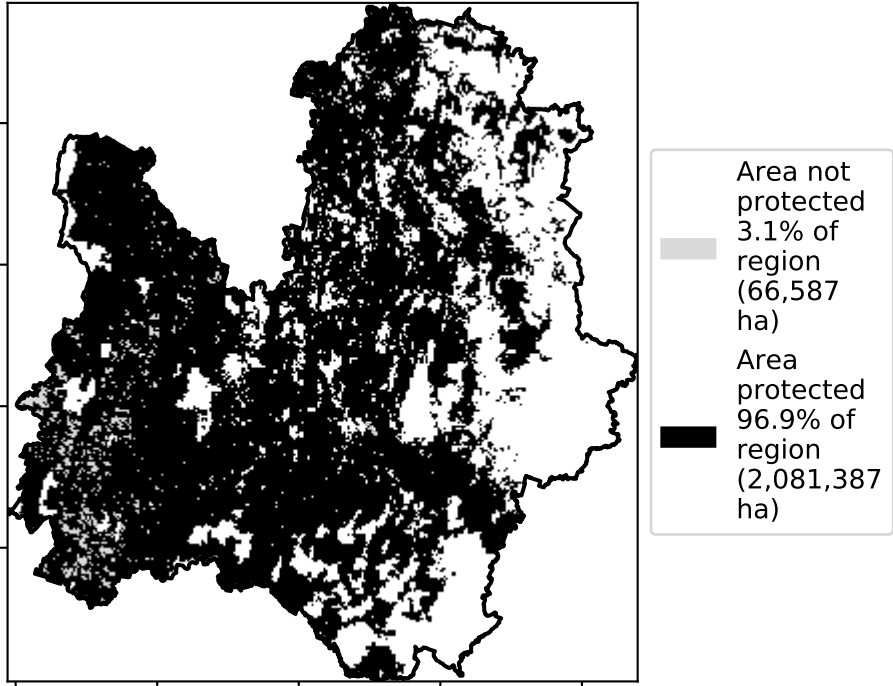 Area not
protected
3.1% of
region
(66,587
ha)
Area
protected
96.9% of
region
(2,081,387
ha)